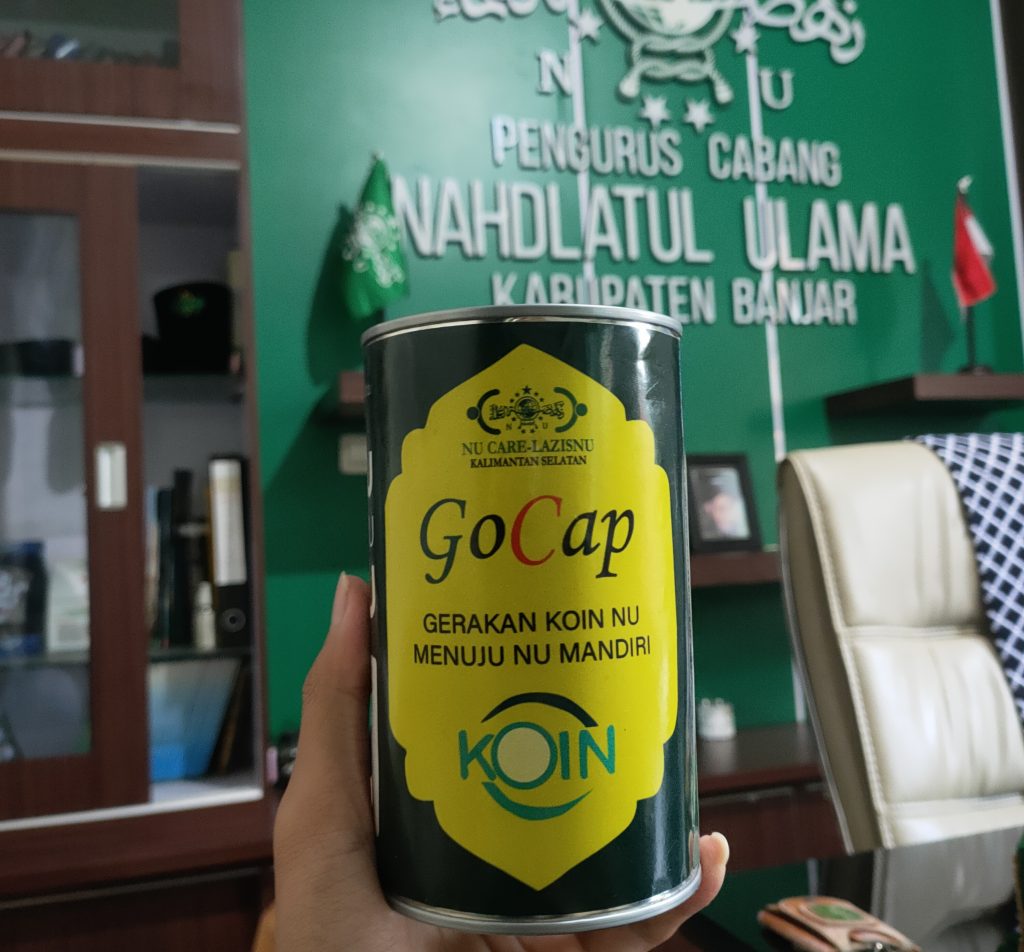 N U
PENGURUS CABANG
NAHDLATUL ULAMA
KABUPATEN BANJAR
N U
NU CARE-LAZISNU
KALIMANTAN SELATAN
GoCap
GERAKAN KOIN NU
MENUJU NU MANDIRI
KOIN